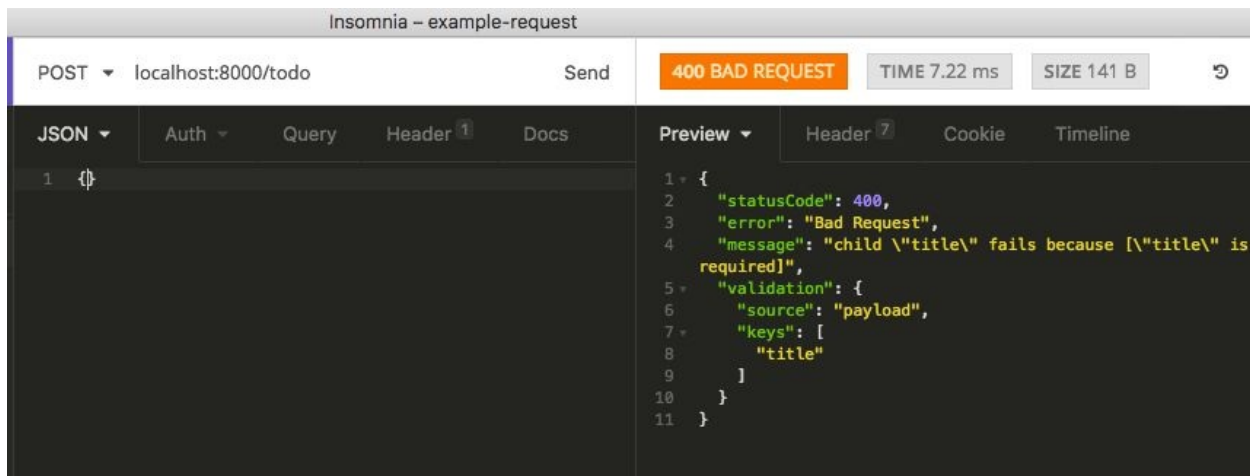 Insomnia – example-request
POST localhost:8000/todo Send
400 BAD REQUEST TIME 7.22 ms SIZE 141 B
JSON Auth Query Header 1 Docs
Preview Header 7 Cookie Timeline
1 {}
1 {
2 "statusCode": 400,
3 "error": "Bad Request",
4 "message": "child \"title\" fails because [\"title\" is
required]",
5 "validation": {
6 "source": "payload",
7 "keys": [
8 "title"
9 ]
10 }
11 }